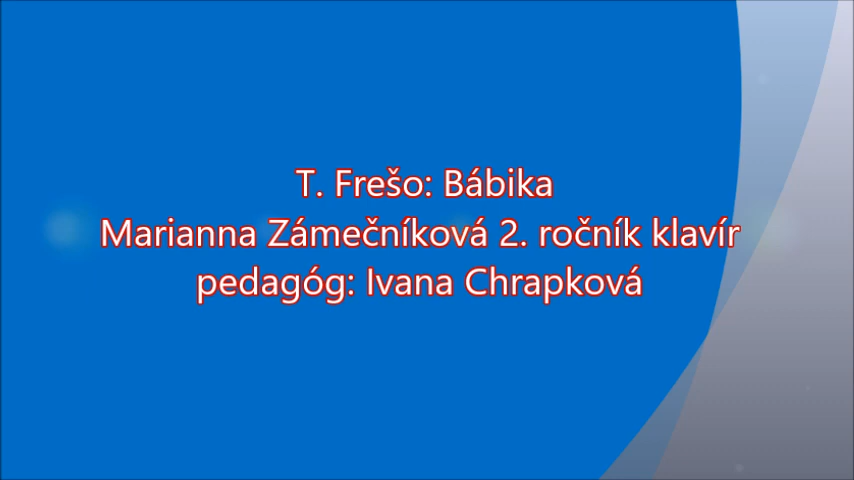 T. Frešo: Bábika
Marianna Zámečníková 2. ročník klavír
pedagóg: Ivana Chrapková